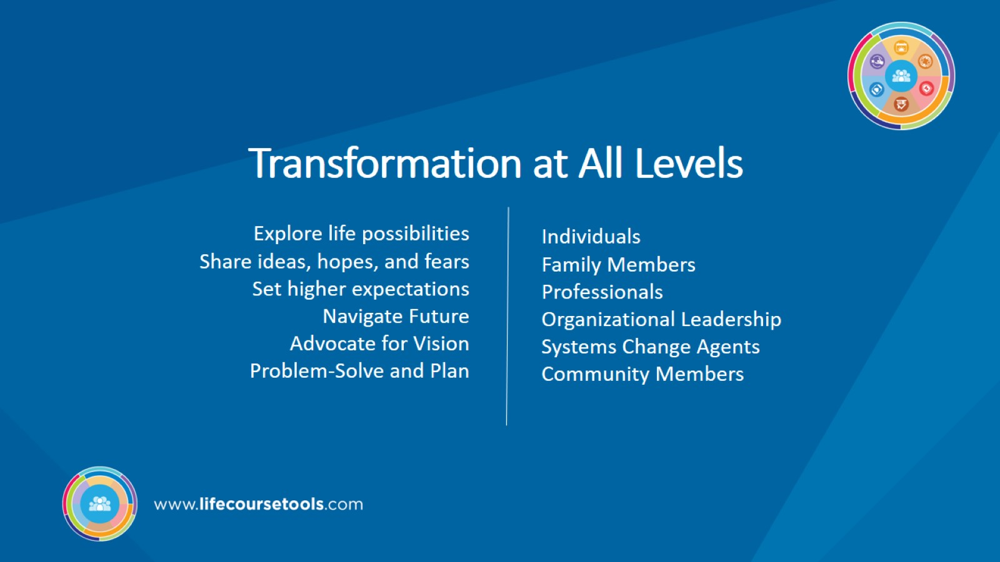 Transformation at All Levels
Explore life possibilities
Share ideas, hopes, and fears
Set higher expectations
Navigate Future
Advocate for Vision
Problem-Solve and Plan
Individuals
Family Members
Professionals
Organizational Leadership
Systems Change Agents
Community Members
www.lifecoursetools.com